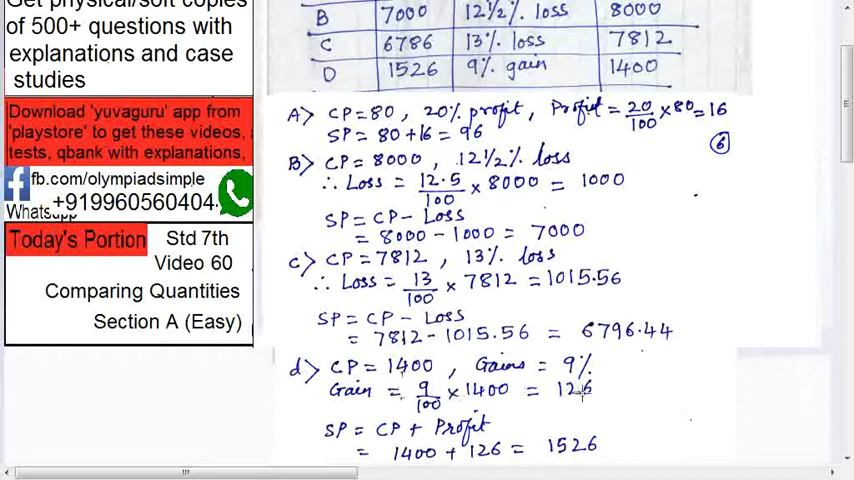 Get physical/soft copies
of 500+ questions with
explanations and case
studies
Download 'yuvaguru' app from
'playstore' to get these videos,
tests, qbank with explanations,
fb.com/olympiadsimple
+919960560404
Whatsapp
Today's Portion
Std 7th
Video 60
Comparing Quantities
Section A (Easy)
B 7000 12 1/2 % loss 8000
C 6786 13% loss 7812
D 1526 9% gain 1400
A> CP = 80 , 20% profit , Profit = 20/100 × 80 = 16
SP = 80 + 16 = 96
6
B> CP = 8000 , 12 1/2 % loss
∴ Loss = 12.5/100 × 8000 = 1000
SP = CP - Loss
= 8000 - 1000 = 7000
c> CP = 7812 , 13% loss
∴ Loss = 13/100 × 7812 = 1015.56
SP = CP - Loss
= 7812 - 1015.56 = 6796.44
d> CP = 1400 , Gains = 9%
Gain = 9/100 × 1400 = 126
SP = CP + Profit
= 1400 + 126 = 1526